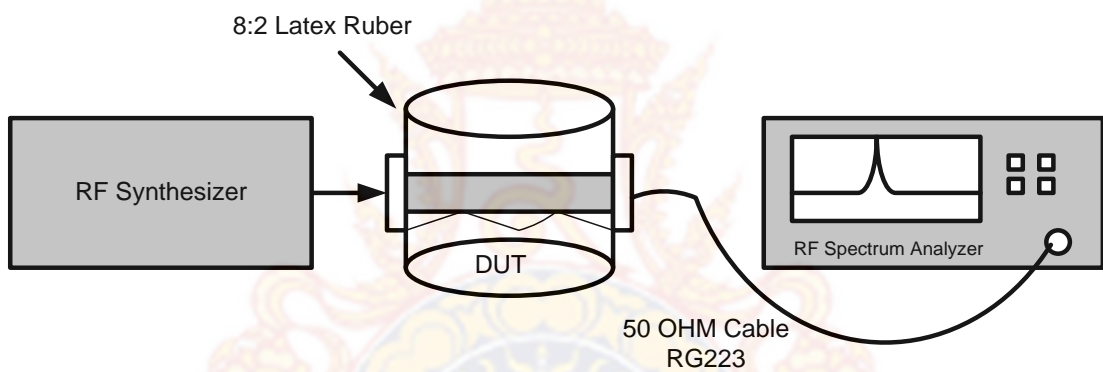 8:2 Latex Ruber
RF Synthesizer
DUT
RF Spectrum Analyzer
50 OHM Cable
RG223